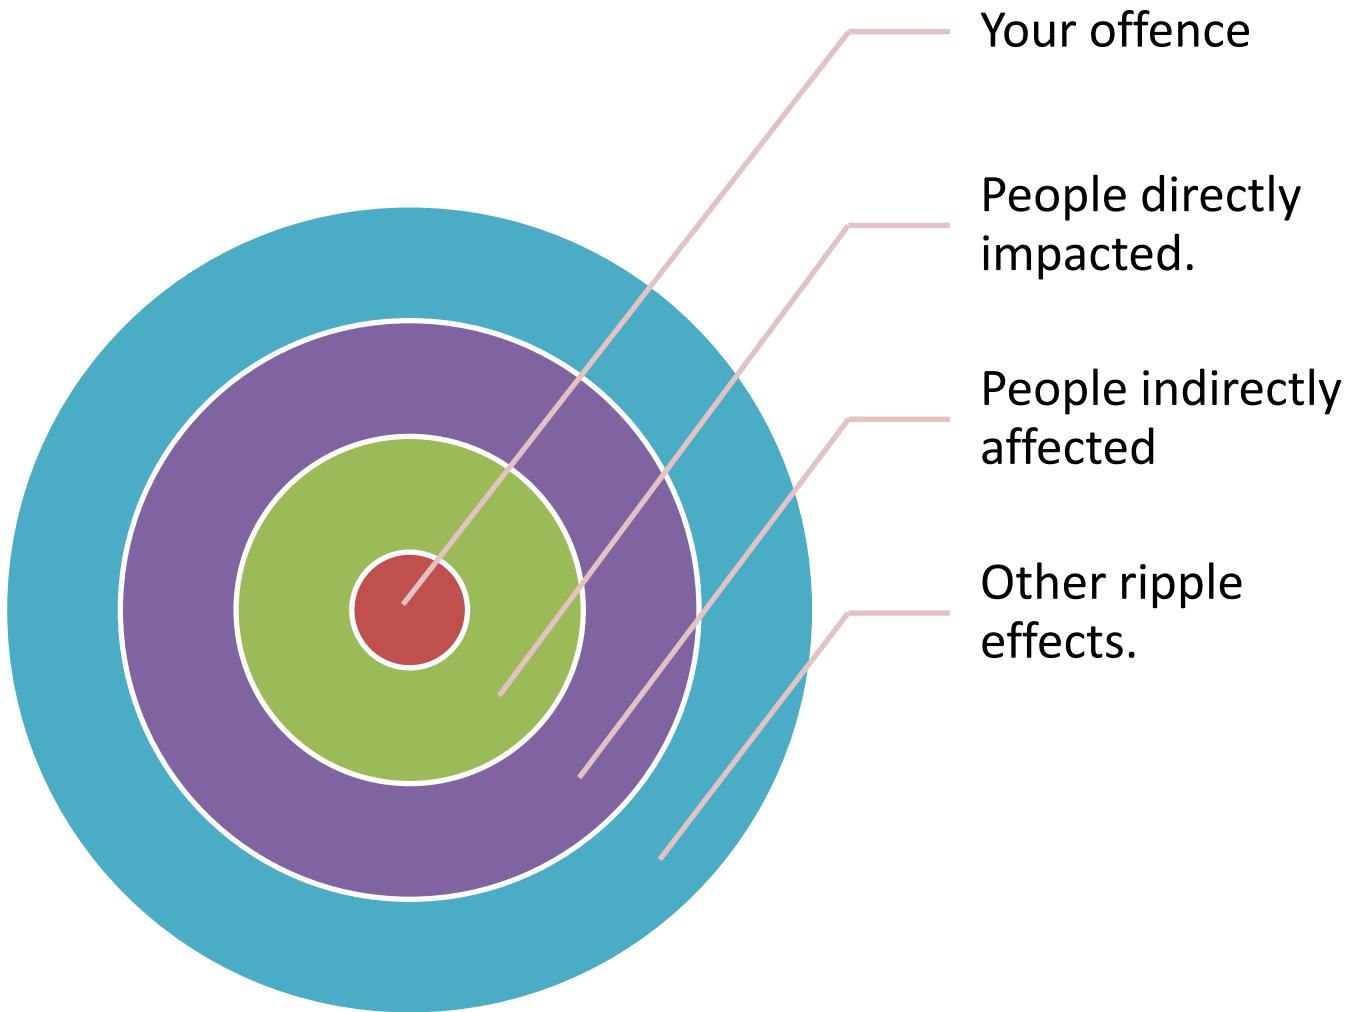 Your offence
People directly
impacted.
People indirectly
affected
Other ripple
effects.